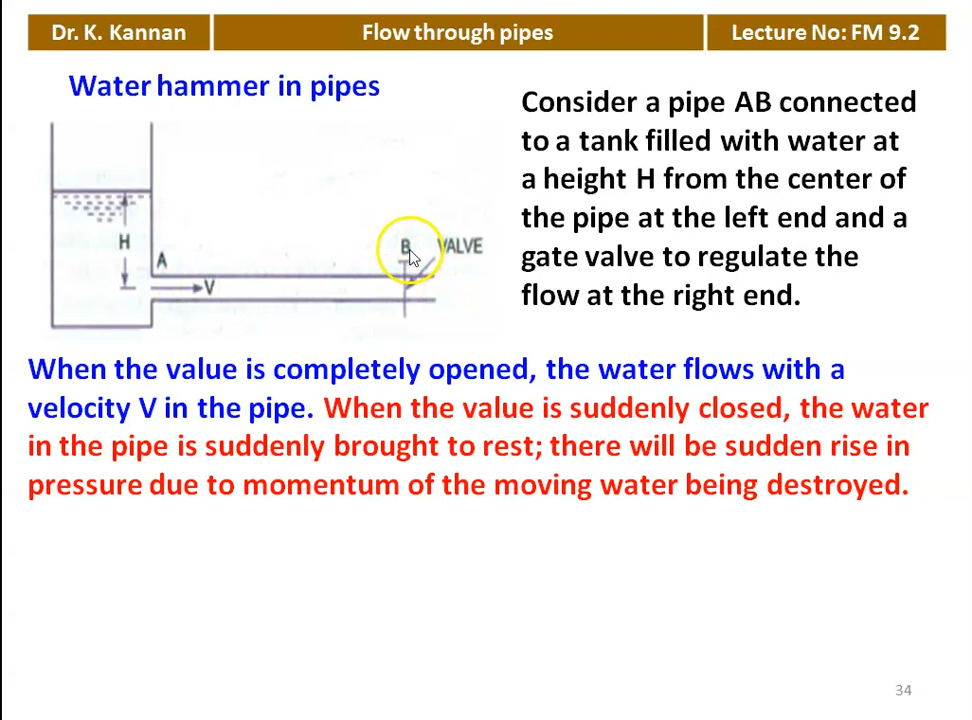 Dr. K. Kannan
Flow through pipes
Lecture No: FM 9.2
Water hammer in pipes
H
A
V
B
VALVE
Consider a pipe AB connected
to a tank filled with water at
a height H from the center of
the pipe at the left end and a
gate valve to regulate the
flow at the right end.
When the value is completely opened, the water flows with a
velocity V in the pipe. When the value is suddenly closed, the water
in the pipe is suddenly brought to rest; there will be sudden rise in
pressure due to momentum of the moving water being destroyed.
34